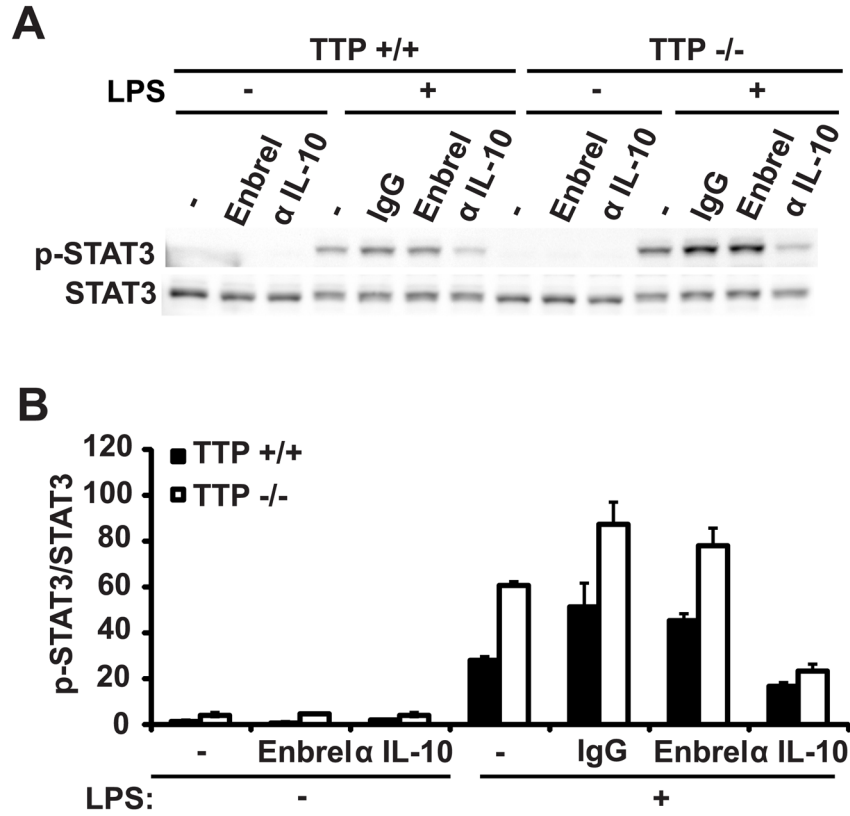 A
TTP +/+ TTP -/-
LPS - + - +
- Enbrel α IL-10 - IgG Enbrel α IL-10 - Enbrel α IL-10 - IgG Enbrel α IL-10
p-STAT3
STAT3
B
p-STAT3/STAT3
120
100
80
60
40
20
0
TTP +/+
TTP -/-
- Enbrel α IL-10 - IgG Enbrel α IL-10
LPS: - +